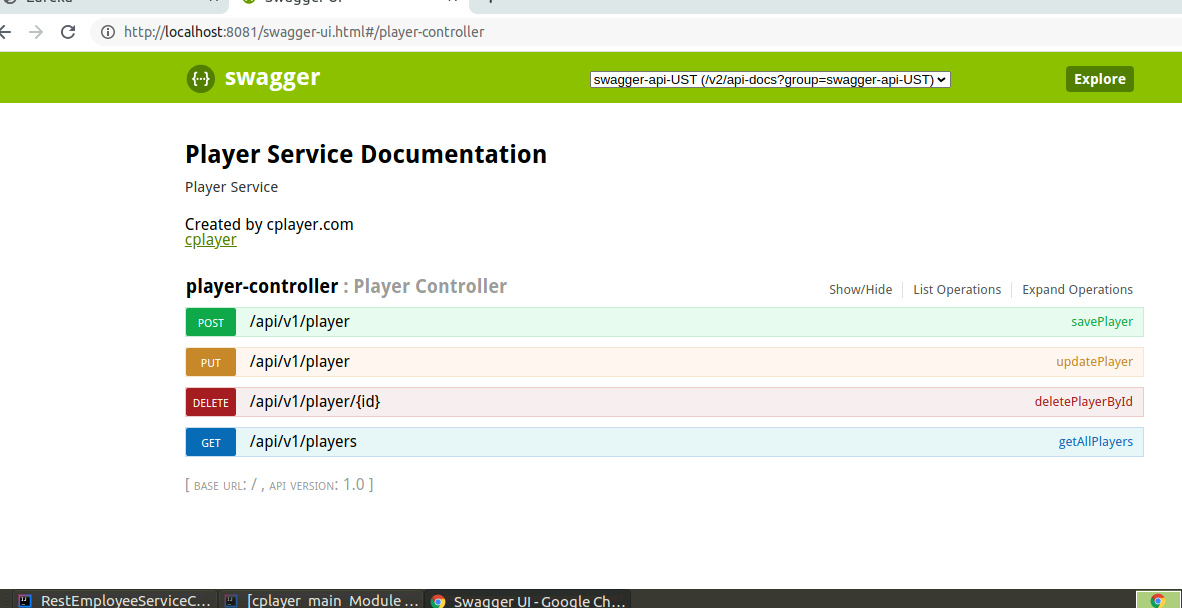 Eureka
Swagger UI
http://localhost:8081/swagger-ui.html#/player-controller
{··}
swagger
swagger-api-UST (/v2/api-docs?group=swagger-api-UST)
Explore
Player Service Documentation
Player Service
Created by cplayer.com
cplayer
player-controller : Player Controller
Show/Hide
List Operations
Expand Operations
POST /api/v1/player savePlayer
PUT /api/v1/player updatePlayer
DELETE /api/v1/player/{id} deletePlayerById
GET /api/v1/players getAllPlayers
[ BASE URL: / , API VERSION: 1.0 ]
RestEmployeeServiceC...
[cplayer_main_Module ...
Swagger UI - Google Ch...